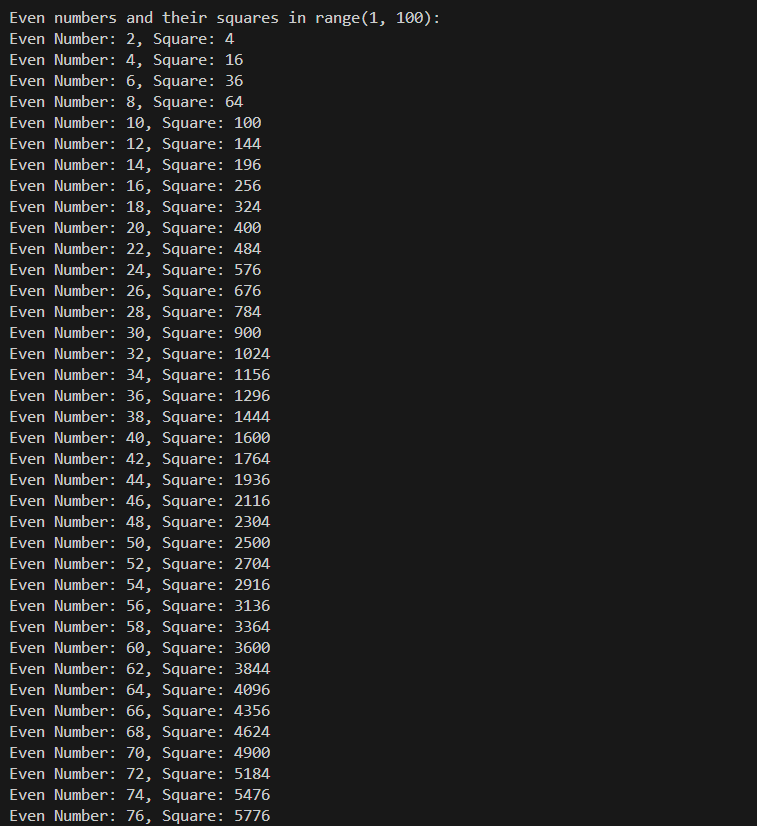 Even numbers and their squares in range(1, 100):
Even Number: 2, Square: 4
Even Number: 4, Square: 16
Even Number: 6, Square: 36
Even Number: 8, Square: 64
Even Number: 10, Square: 100
Even Number: 12, Square: 144
Even Number: 14, Square: 196
Even Number: 16, Square: 256
Even Number: 18, Square: 324
Even Number: 20, Square: 400
Even Number: 22, Square: 484
Even Number: 24, Square: 576
Even Number: 26, Square: 676
Even Number: 28, Square: 784
Even Number: 30, Square: 900
Even Number: 32, Square: 1024
Even Number: 34, Square: 1156
Even Number: 36, Square: 1296
Even Number: 38, Square: 1444
Even Number: 40, Square: 1600
Even Number: 42, Square: 1764
Even Number: 44, Square: 1936
Even Number: 46, Square: 2116
Even Number: 48, Square: 2304
Even Number: 50, Square: 2500
Even Number: 52, Square: 2704
Even Number: 54, Square: 2916
Even Number: 56, Square: 3136
Even Number: 58, Square: 3364
Even Number: 60, Square: 3600
Even Number: 62, Square: 3844
Even Number: 64, Square: 4096
Even Number: 66, Square: 4356
Even Number: 68, Square: 4624
Even Number: 70, Square: 4900
Even Number: 72, Square: 5184
Even Number: 74, Square: 5476
Even Number: 76, Square: 5776